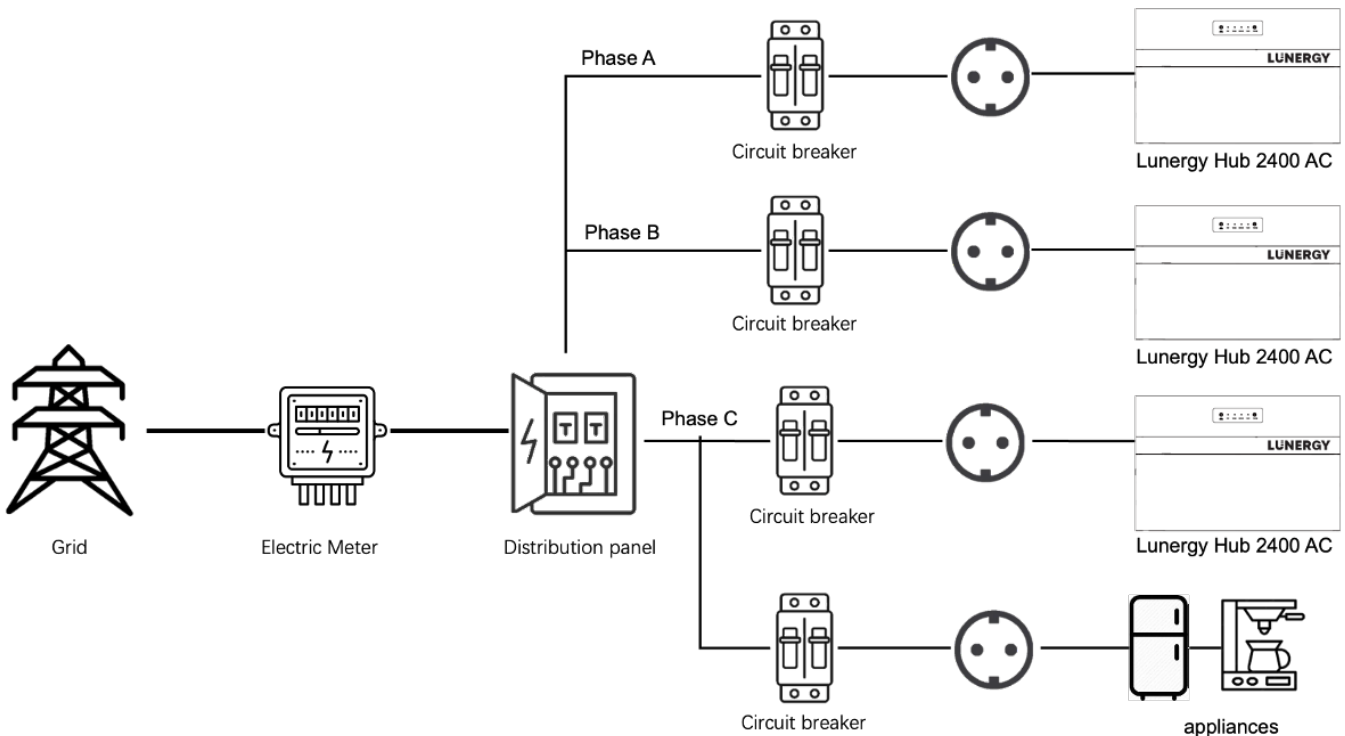 Phase A
LUNERGY
Circuit breaker
Lunergy Hub 2400 AC
Phase B
LUNERGY
Circuit breaker
Lunergy Hub 2400 AC
Phase C
LUNERGY
Circuit breaker
Lunergy Hub 2400 AC
Grid
Electric Meter
Distribution panel
T T
Circuit breaker
appliances